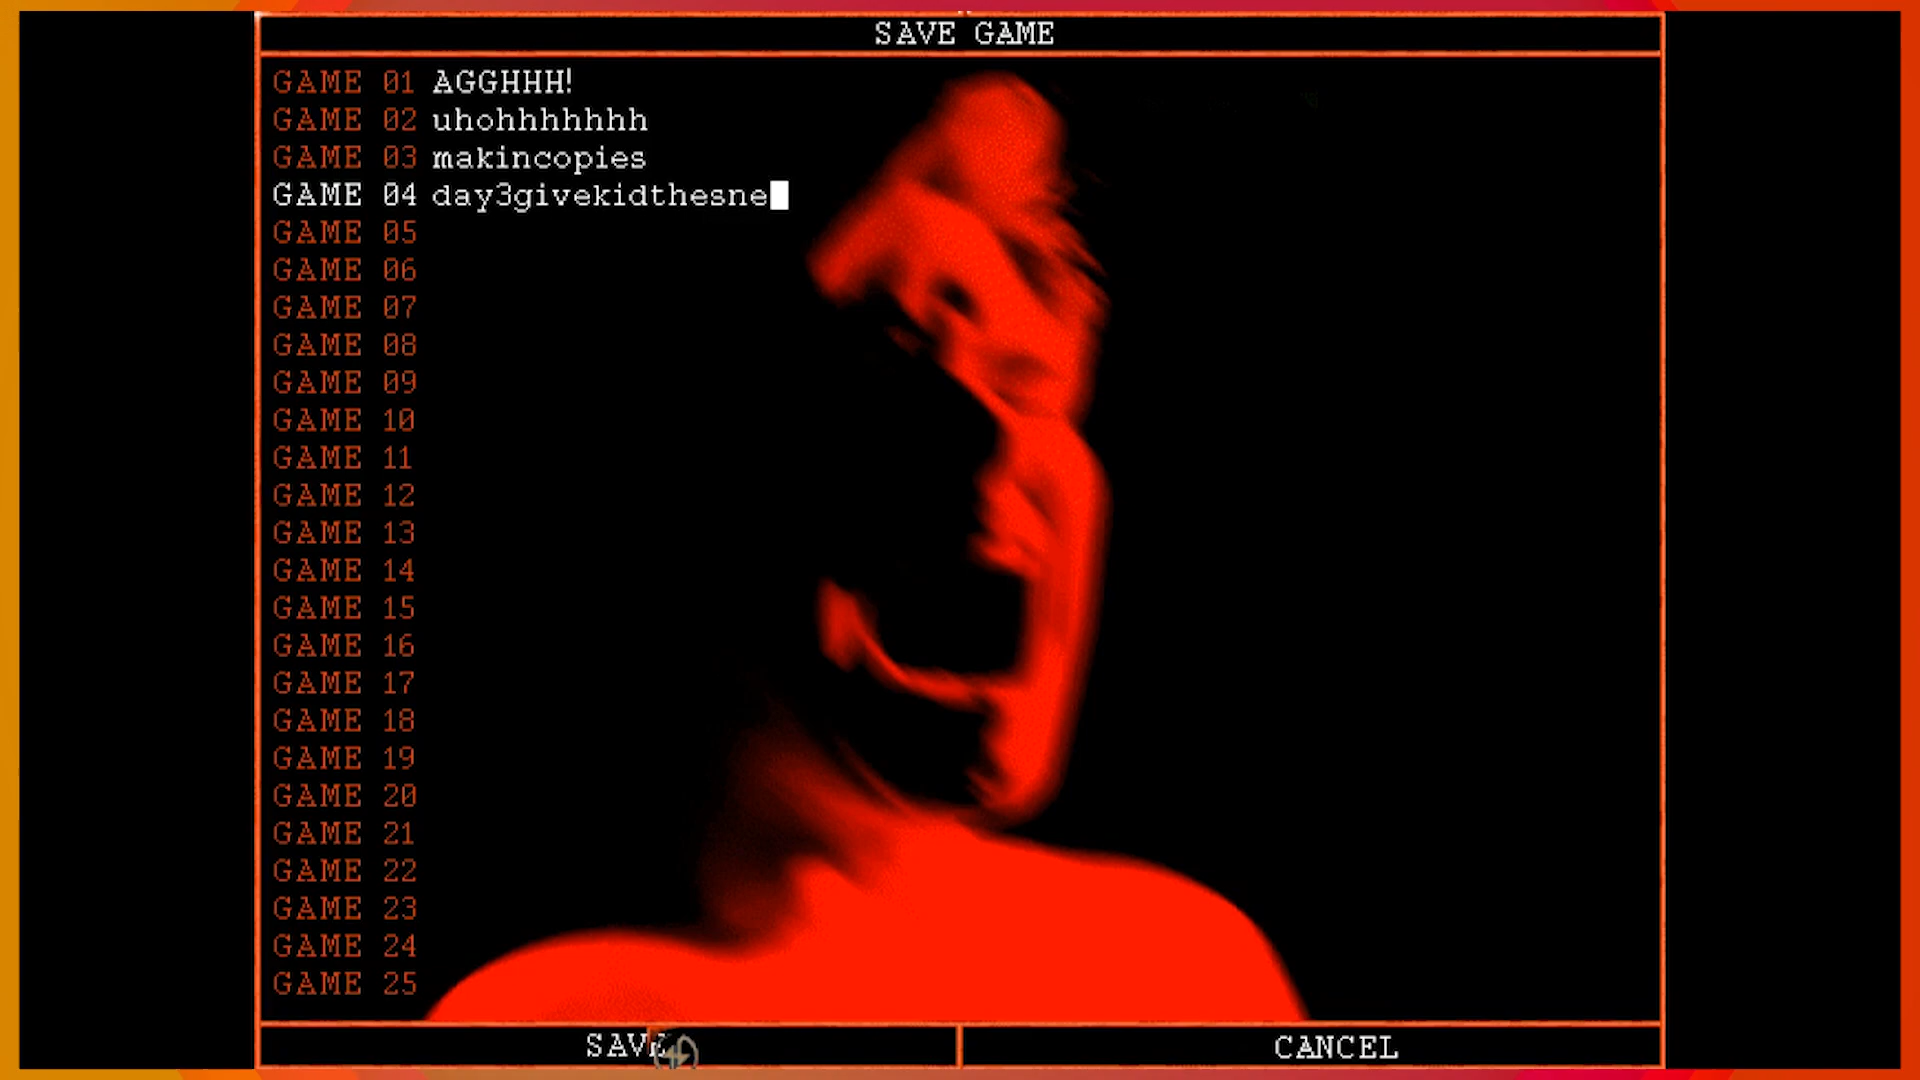 SAVE GAME
GAME 01 AGGHHH!
GAME 02 uhohhhhhhh
GAME 03 makincopies
GAME 04 day3givekidthesne
GAME 05
GAME 06
GAME 07
GAME 08
GAME 09
GAME 10
GAME 11
GAME 12
GAME 13
GAME 14
GAME 15
GAME 16
GAME 17
GAME 18
GAME 19
GAME 20
GAME 21
GAME 22
GAME 23
GAME 24
GAME 25
SAVE CANCEL